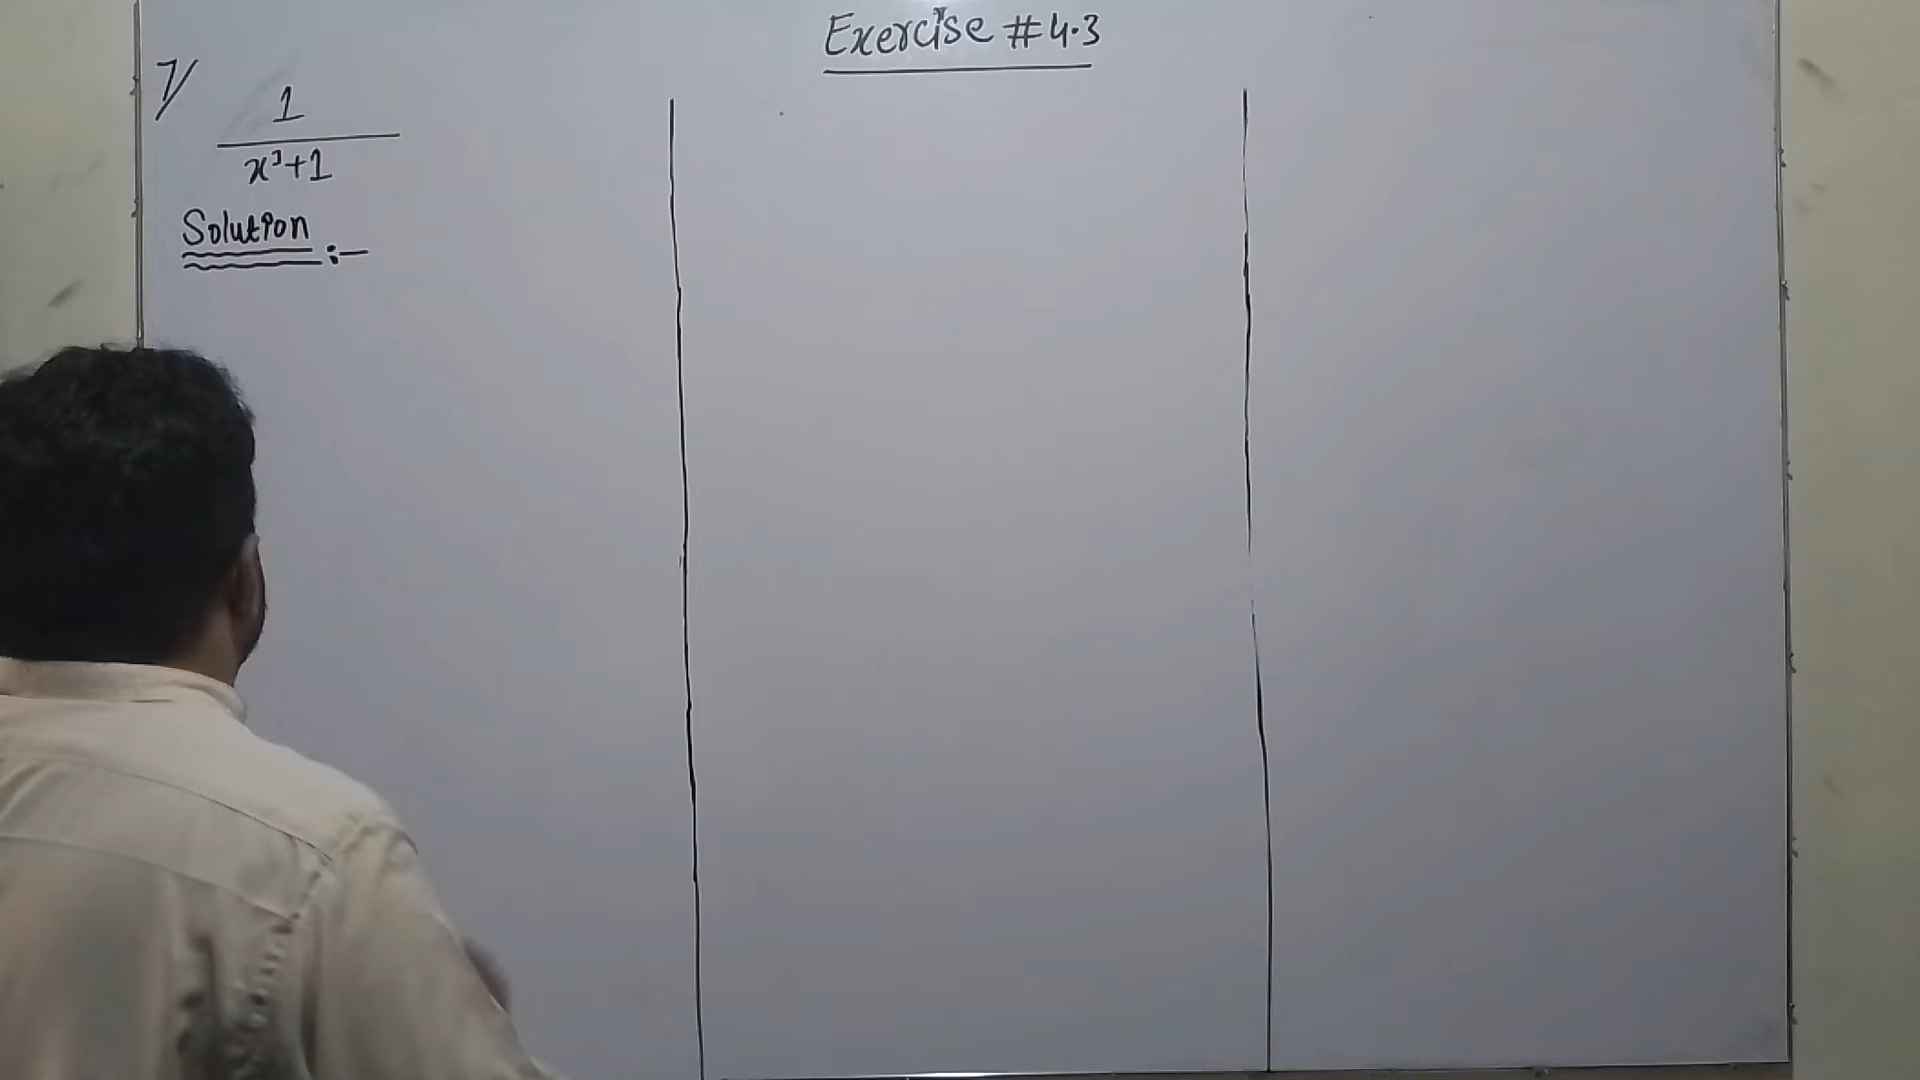 Exercise #4.3
7/
1
x³+1
Solution :-